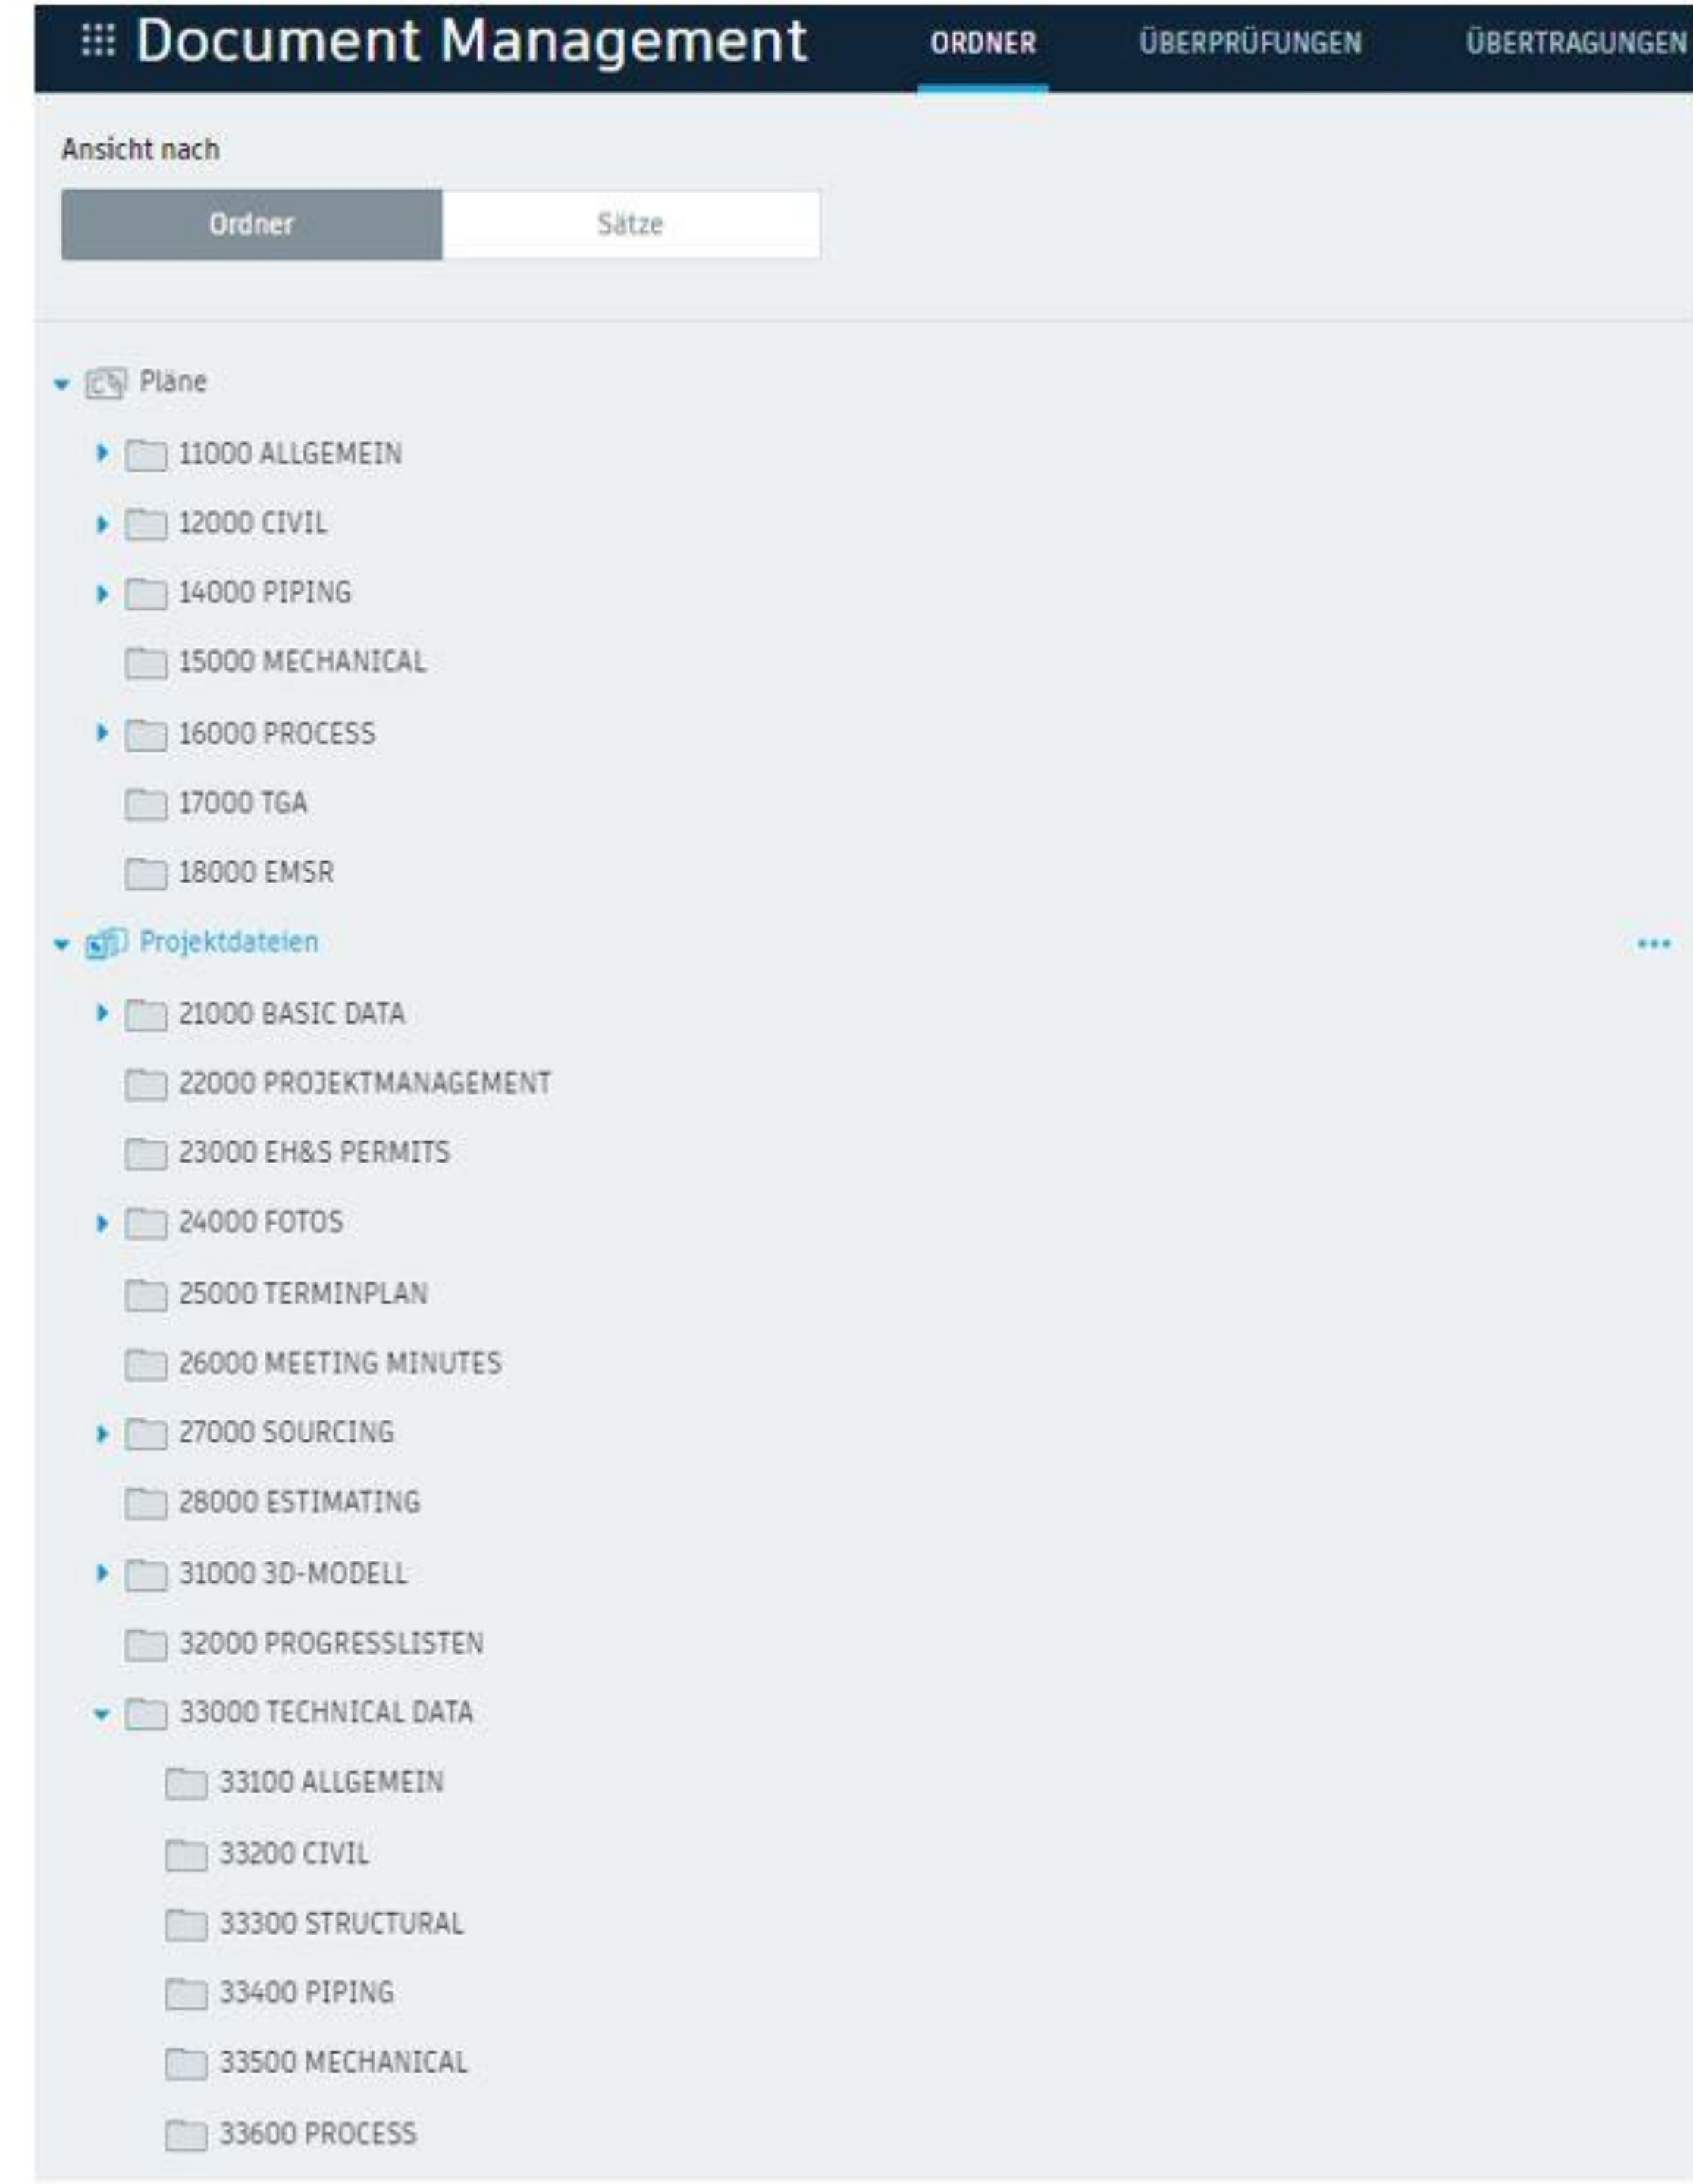 Document Management ORDNER ÜBERPRÜFUNGEN ÜBERTRAGUNGEN
Ansicht nach
Ordner Sätze
Pläne
11000 ALLGEMEIN
12000 CIVIL
14000 PIPING
15000 MECHANICAL
16000 PROCESS
17000 TGA
18000 EMSR
Projektdateien
21000 BASIC DATA
22000 PROJEKTMANAGEMENT
23000 EH&S PERMITS
24000 FOTOS
25000 TERMINPLAN
26000 MEETING MINUTES
27000 SOURCING
28000 ESTIMATING
31000 3D-MODELL
32000 PROGRESSLISTEN
33000 TECHNICAL DATA
33100 ALLGEMEIN
33200 CIVIL
33300 STRUCTURAL
33400 PIPING
33500 MECHANICAL
33600 PROCESS